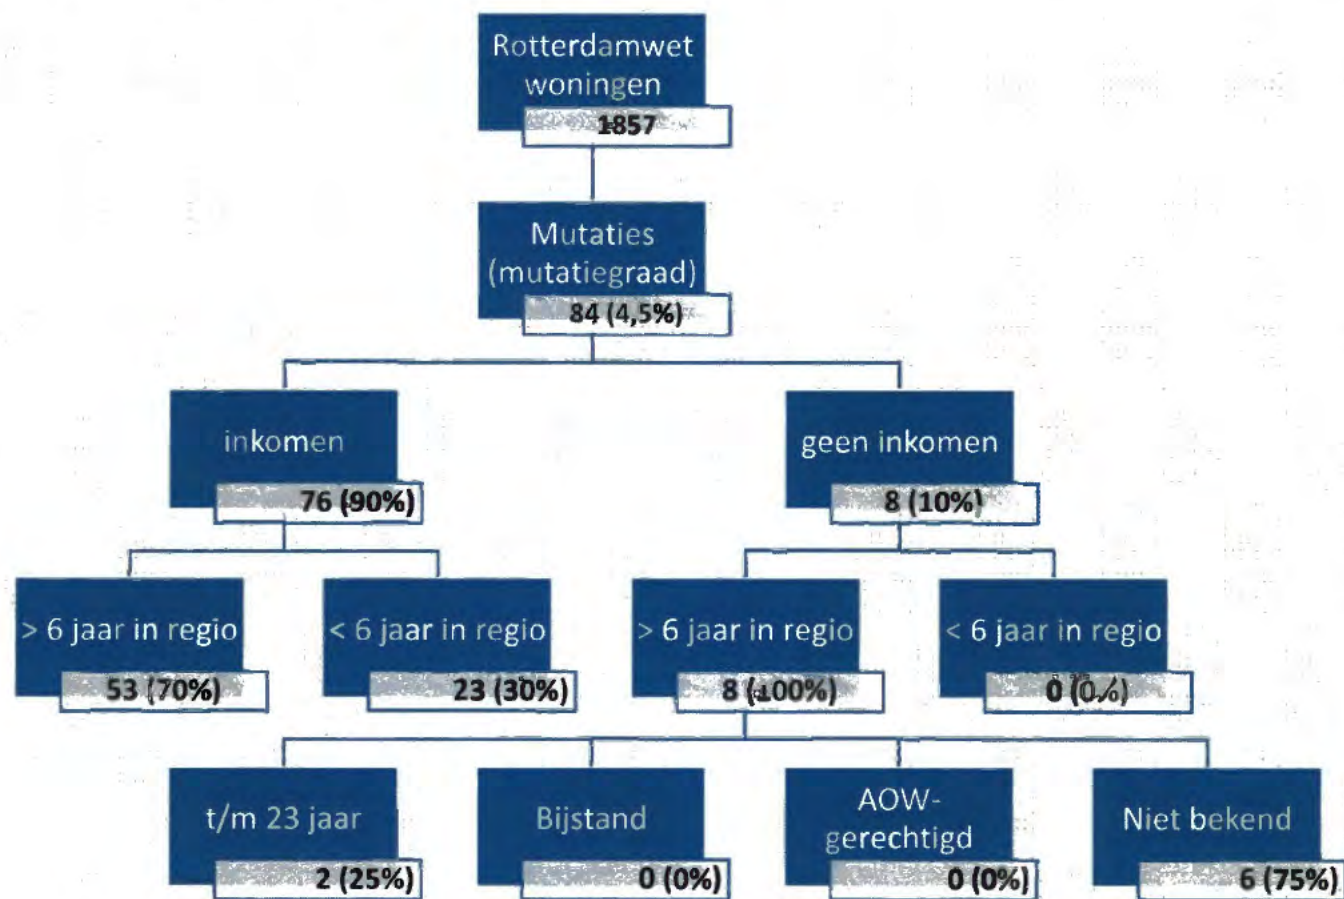 Rotterdamwet
woningen
1857
Mutaties
(mutatiegraad)
84 (4,5%)
inkomen
76 (90%)
geen inkomen
8 (10%)
> 6 jaar in regio
53 (70%)
< 6 jaar in regio
23 (30%)
> 6 jaar in regio
8 (100%)
< 6 jaar in regio
0 (0%)
t/m 23 jaar
2 (25%)
Bijstand
0 (0%)
AOW-
gerechtigd
0 (0%)
Niet bekend
6 (75%)